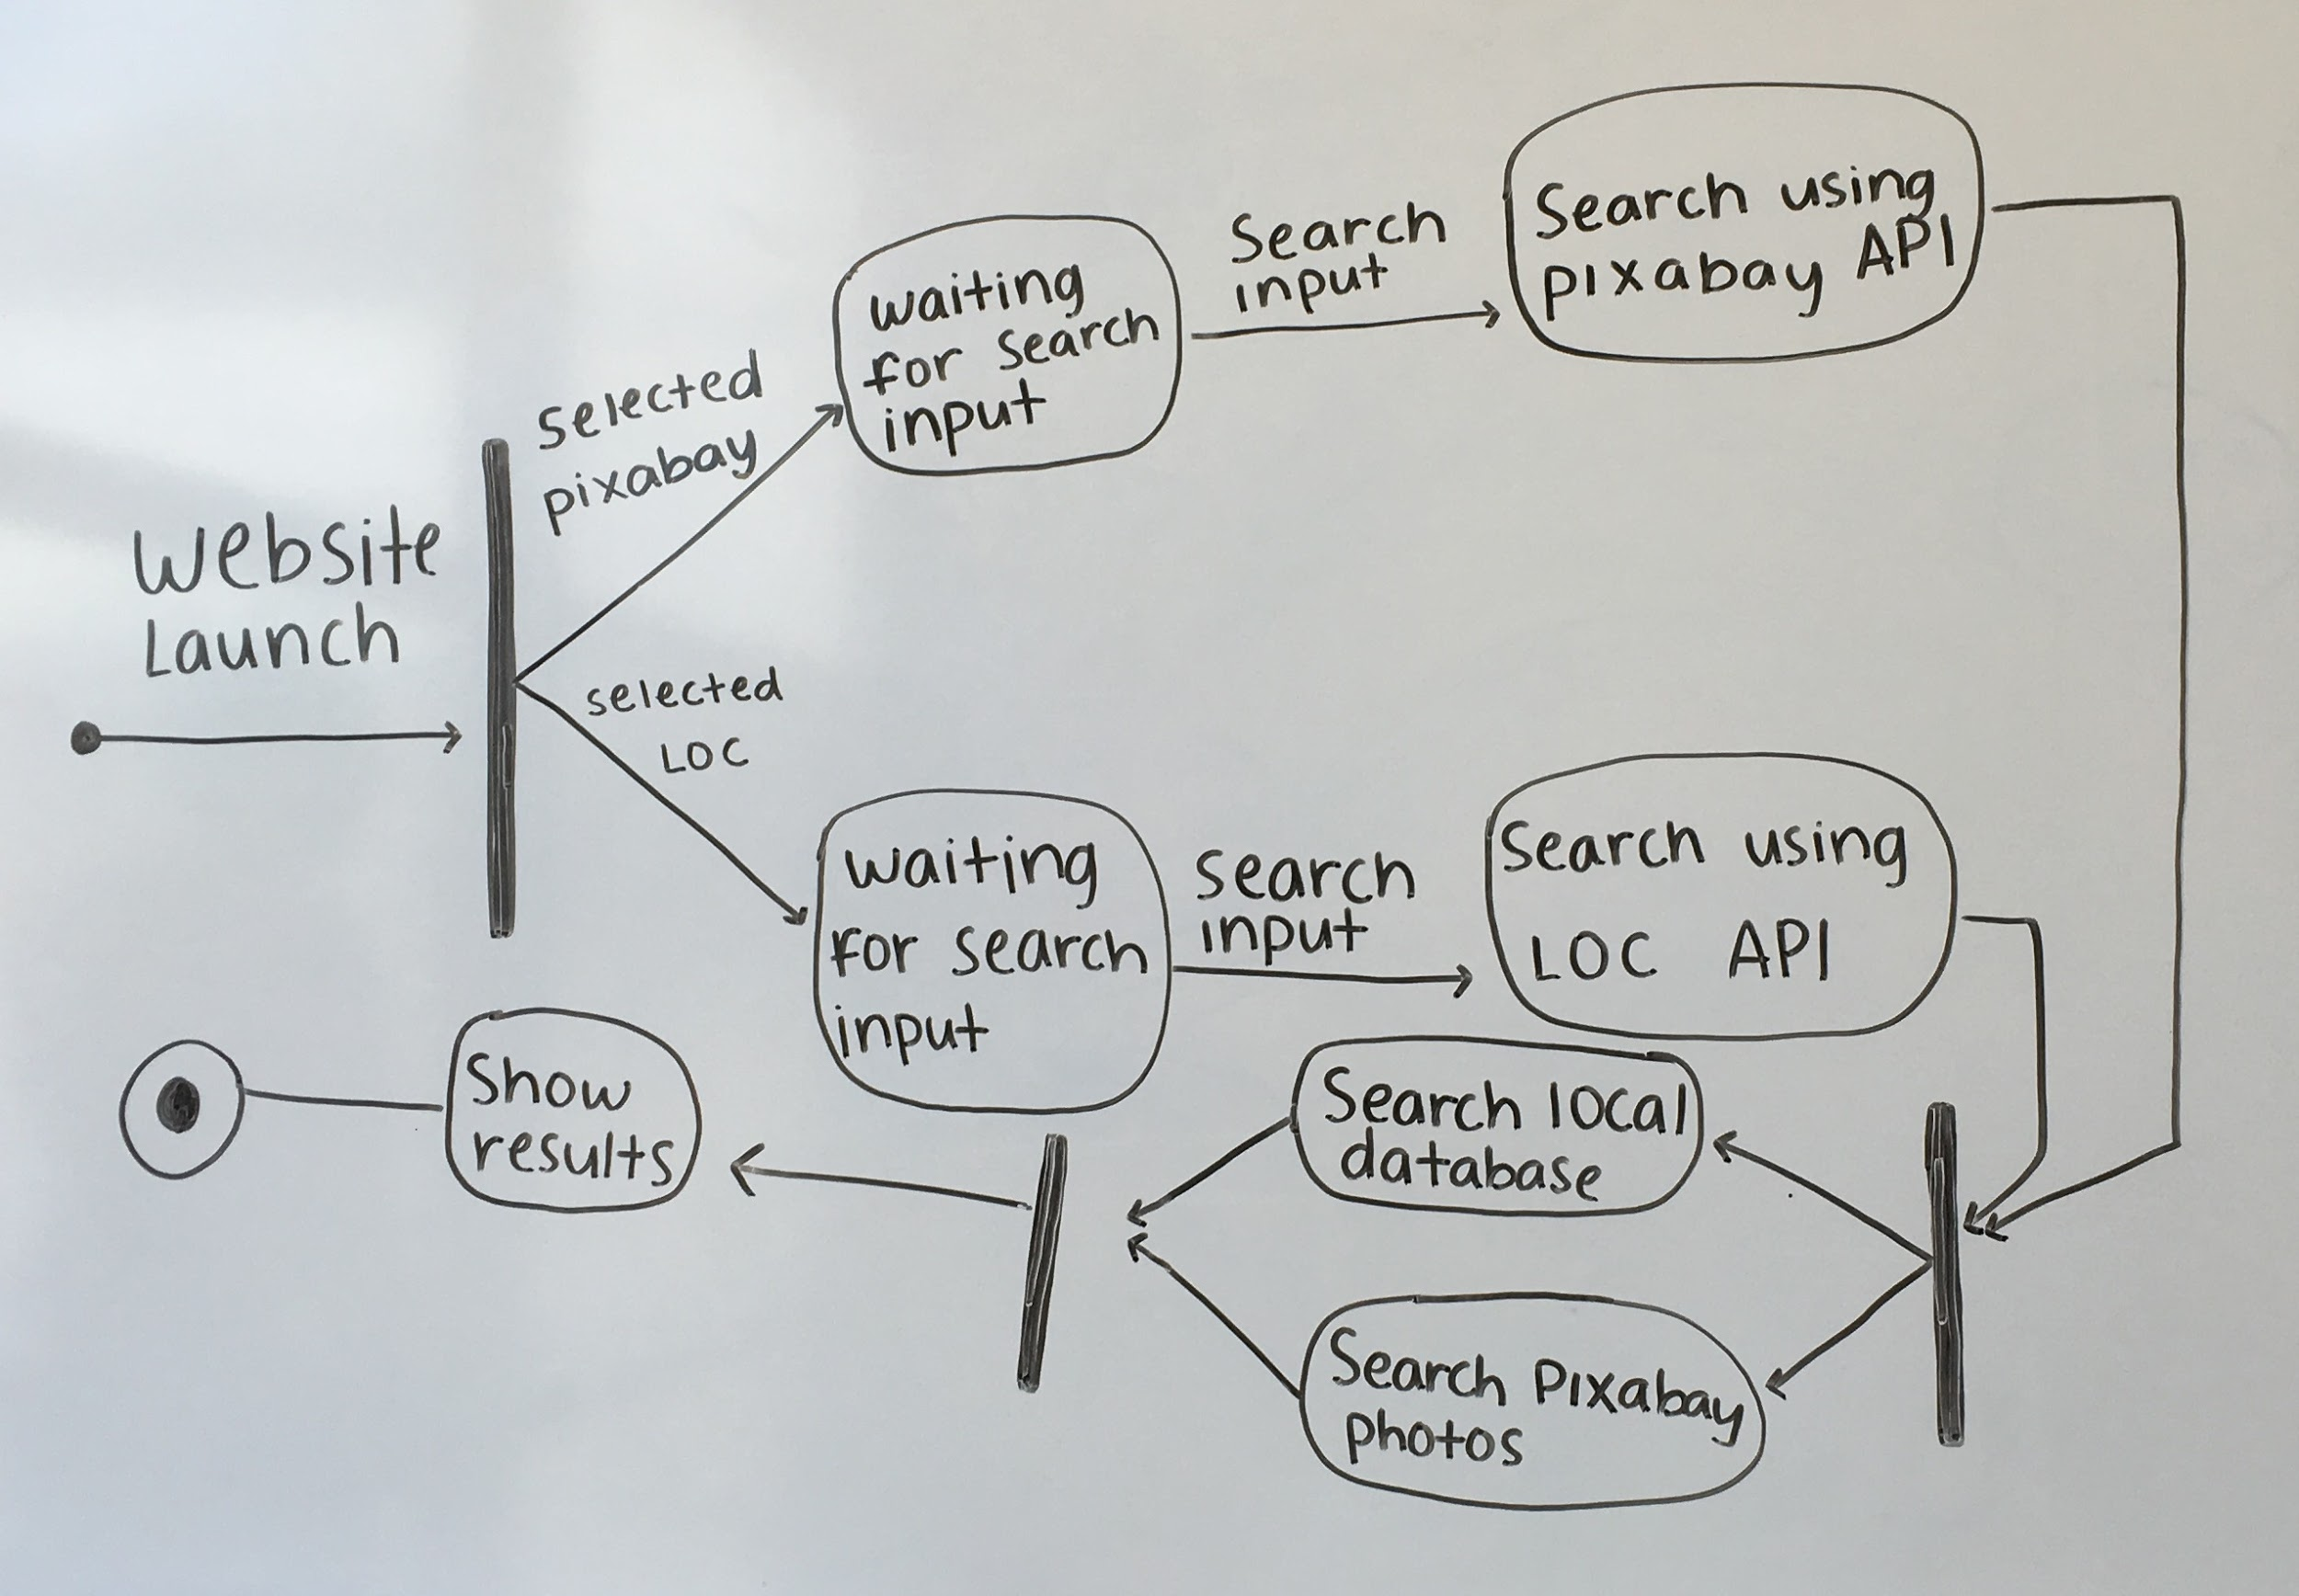 Website
Launch
selected
pixabay
waiting
for search
input
Search
input
Search using
pixabay API
selected
LOC
waiting
for search
input
search
input
Search using
LOC API
Search local
database
Search Pixabay
photos
Show
results